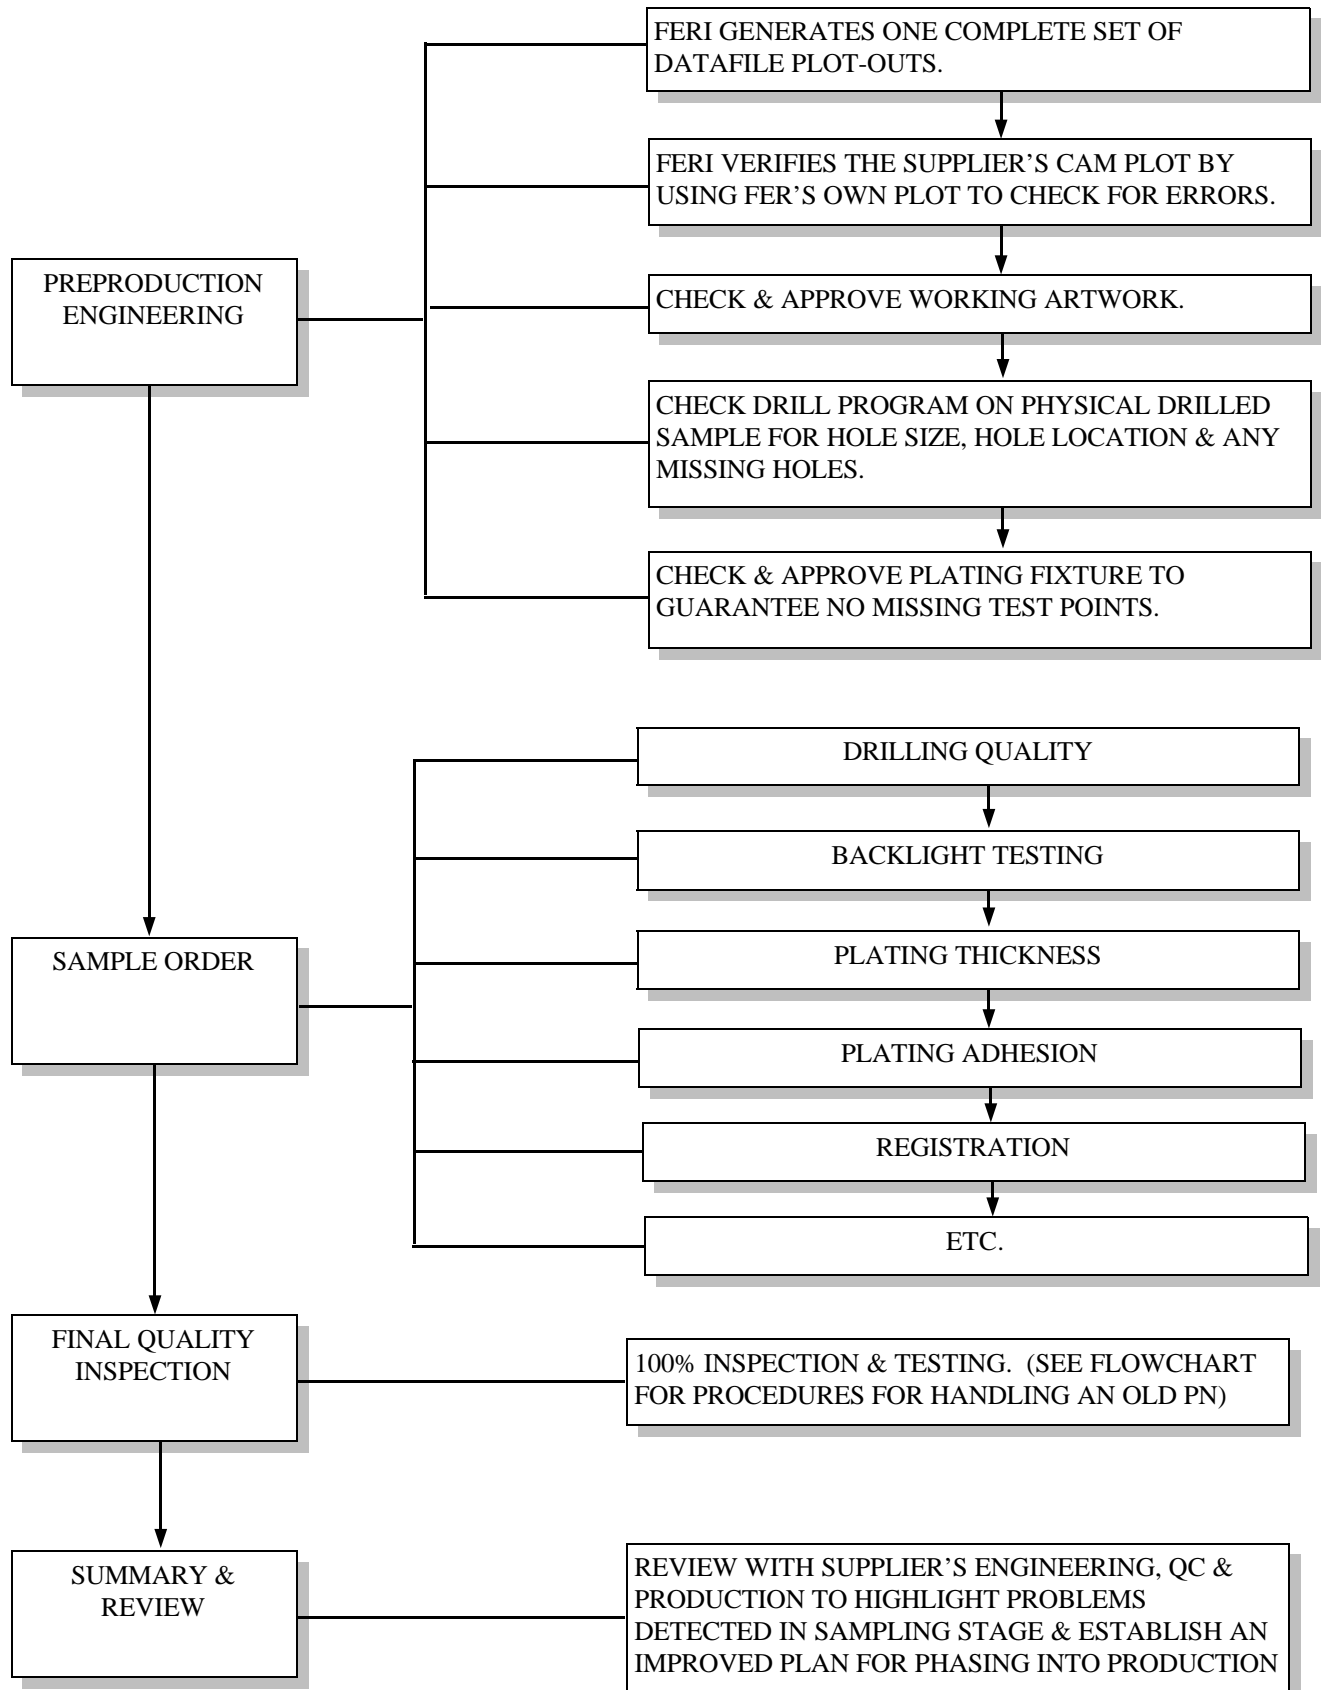 FERI GENERATES ONE COMPLETE SET OF
DATAFILE PLOT-OUTS.
FERI VERIFIES THE SUPPLIER’S CAM PLOT BY
USING FER’S OWN PLOT TO CHECK FOR ERRORS.
PREPRODUCTION
ENGINEERING
CHECK & APPROVE WORKING ARTWORK.
CHECK DRILL PROGRAM ON PHYSICAL DRILLED
SAMPLE FOR HOLE SIZE, HOLE LOCATION & ANY
MISSING HOLES.
CHECK & APPROVE PLATING FIXTURE TO
GUARANTEE NO MISSING TEST POINTS.
DRILLING QUALITY
BACKLIGHT TESTING
SAMPLE ORDER
PLATING THICKNESS
PLATING ADHESION
REGISTRATION
ETC.
FINAL QUALITY
INSPECTION
100% INSPECTION & TESTING.  (SEE FLOWCHART
FOR PROCEDURES FOR HANDLING AN OLD PN)
SUMMARY &
REVIEW
REVIEW WITH SUPPLIER’S ENGINEERING, QC &
PRODUCTION TO HIGHLIGHT PROBLEMS
DETECTED IN SAMPLING STAGE & ESTABLISH AN
IMPROVED PLAN FOR PHASING INTO PRODUCTION